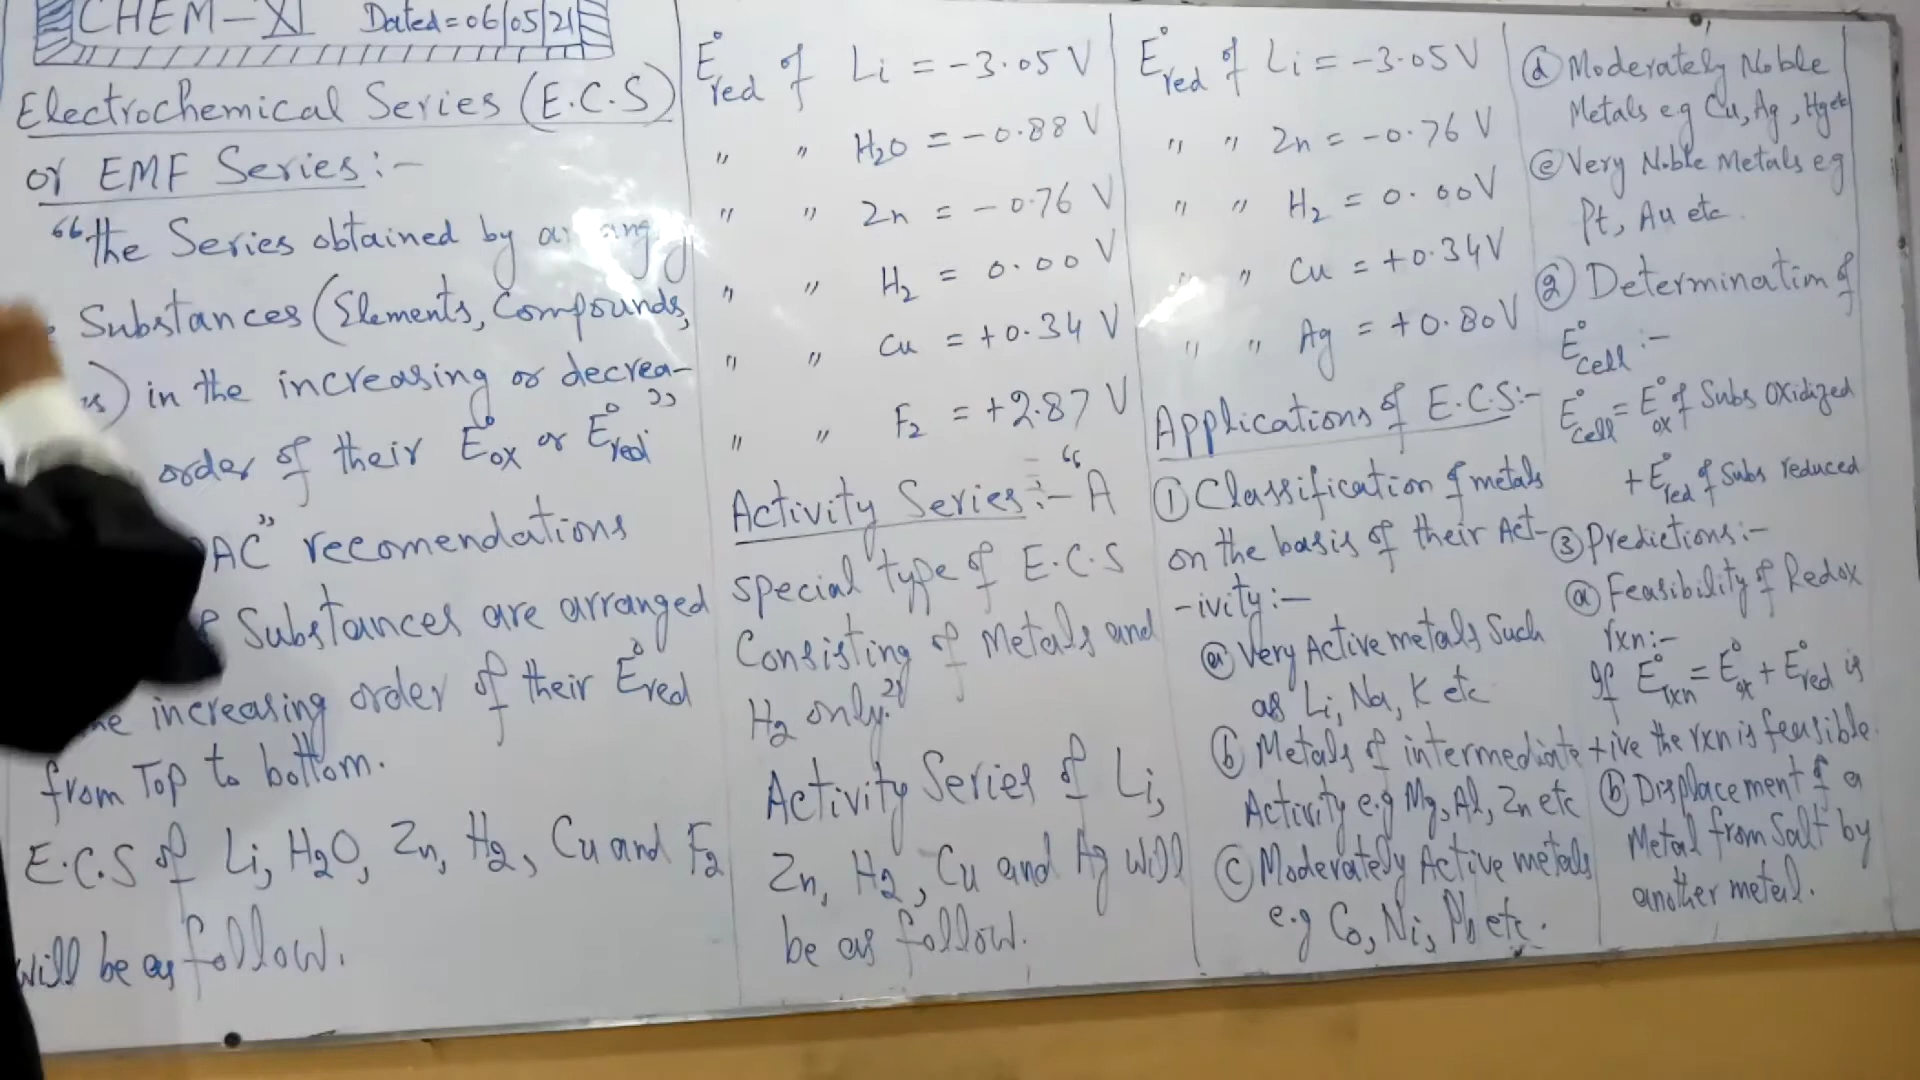 CHEM-XI Dated=06/05/21
Electrochemical Series (E.C.S)
or EMF Series:-
"the Series obtained by
Substances (Elements, Compounds,
in the increasing or decrea-
order of their E°ox or E°red"
recomendations
Substances are arranged
increasing order of their E°red
from Top to bottom.
E.C.S of Li, H2O, Zn, H2, Cu and F2
will be as follow.
E°red of Li = -3.05 V
" " H2O = -0.88 V
" " Zn = -0.76 V
" " H2 = 0.00 V
" " Cu = +0.34 V
" " F2 = +2.87 V
Activity Series:- "A
special type of E.C.S
Consisting of Metals and
H2 only."
Activity Series of Li,
Zn, H2, Cu and Ag will
be as follow.
E°red of Li = -3.05 V
" " Zn = -0.76 V
" " H2 = 0.00V
" " Cu = +0.34V
" " Ag = +0.80V
Applications of E.C.S:-
① Classification of metals
on the basis of their Act-
-ivity:-
ⓐ Very Active metals Such
as Li, Na, K etc
ⓑ Metals of intermediate
Activity e.g Mg, Al, Zn etc
ⓒ Moderately Active metals
e.g Co, Ni, Pb etc.
ⓓ Moderately Noble
Metals e.g Cu, Ag, Hg etc
ⓔ Very Noble Metals eg
Pt, Au etc.
② Determination of
E°cell :-
E°cell = E°ox of Subs Oxidized
+ E°red of Subs reduced
③ Predictions:-
ⓐ Feasibility of Redox
rxn:-
If E°rxn = E°ox + E°red is
+ive the rxn is feasible.
ⓑ Displacement of a
Metal from Salt by
another metal.